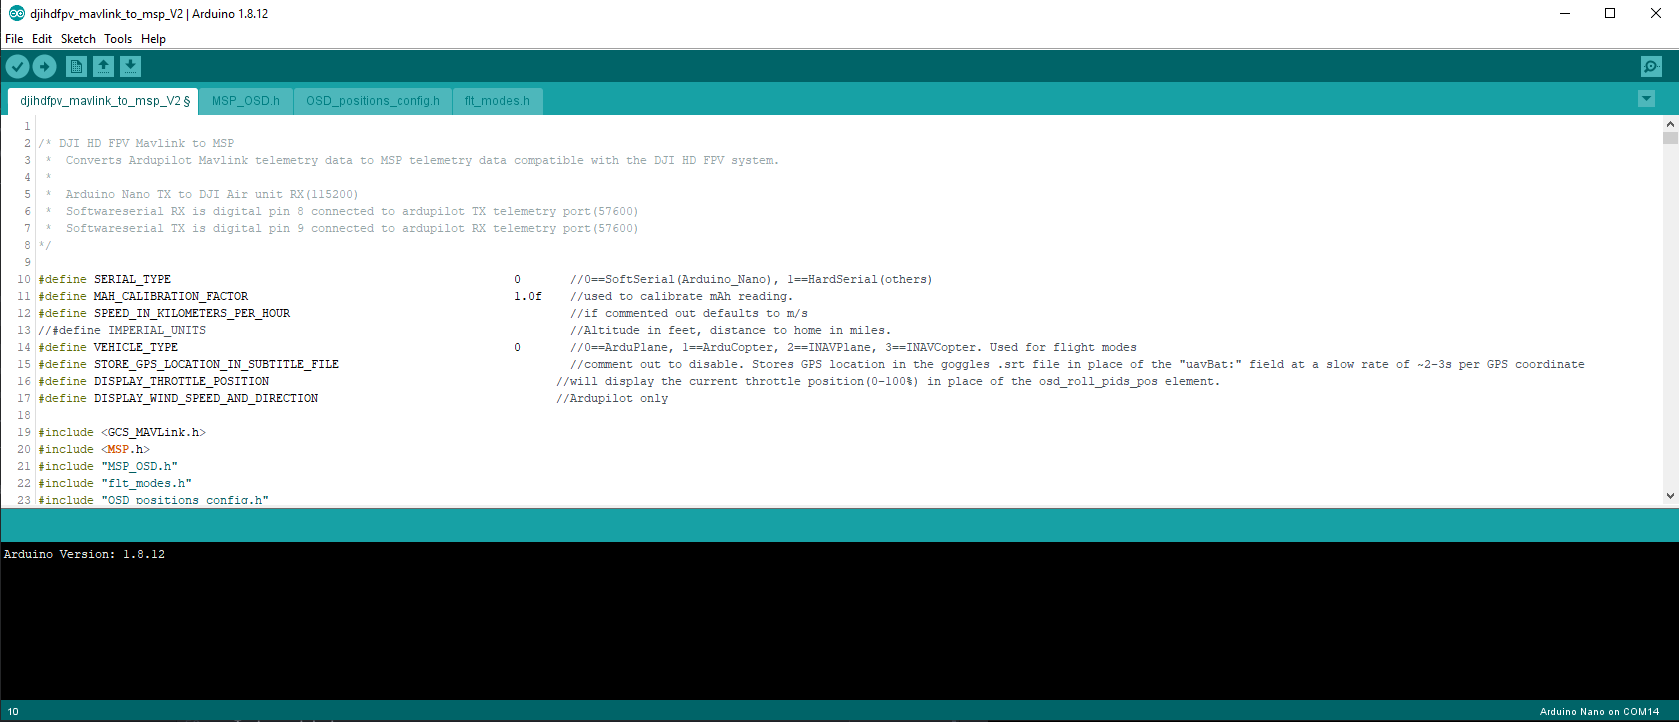 djihdfpv_mavlink_to_msp_V2 | Arduino 1.8.12
File Edit Sketch Tools Help
djihdfpv_mavlink_to_msp_V2 § MSP_OSD.h OSD_positions_config.h flt_modes.h
1
2 /* DJI HD FPV Mavlink to MSP
3 * Converts Ardupilot Mavlink telemetry data to MSP telemetry data compatible with the DJI HD FPV system.
4 *
5 * Arduino Nano TX to DJI Air unit RX(115200)
6 * Softwareserial RX is digital pin 8 connected to ardupilot TX telemetry port(57600)
7 * Softwareserial TX is digital pin 9 connected to ardupilot RX telemetry port(57600)
8 */
9
10 #define SERIAL_TYPE 0 //0==SoftSerial(Arduino_Nano), 1==HardSerial(others)
11 #define MAH_CALIBRATION_FACTOR 1.0f //used to calibrate mAh reading.
12 #define SPEED_IN_KILOMETERS_PER_HOUR //if commented out defaults to m/s
13 //#define IMPERIAL_UNITS //Altitude in feet, distance to home in miles.
14 #define VEHICLE_TYPE 0 //0==ArduPlane, 1==ArduCopter, 2==INAVPlane, 3==INAVCopter. Used for flight modes
15 #define STORE_GPS_LOCATION_IN_SUBTITLE_FILE //comment out to disable. Stores GPS location in the goggles .srt file in place of the "uavBat:" field at a slow rate of ~2-3s per GPS coordinate
16 #define DISPLAY_THROTTLE_POSITION //will display the current throttle position(0-100%) in place of the osd_roll_pids_pos element.
17 #define DISPLAY_WIND_SPEED_AND_DIRECTION //Ardupilot only
18
19 #include <GCS_MAVLink.h>
20 #include <MSP.h>
21 #include "MSP_OSD.h"
22 #include "flt_modes.h"
23 #include "OSD_positions_config.h"
Arduino Version: 1.8.12
10 Arduino Nano on COM14